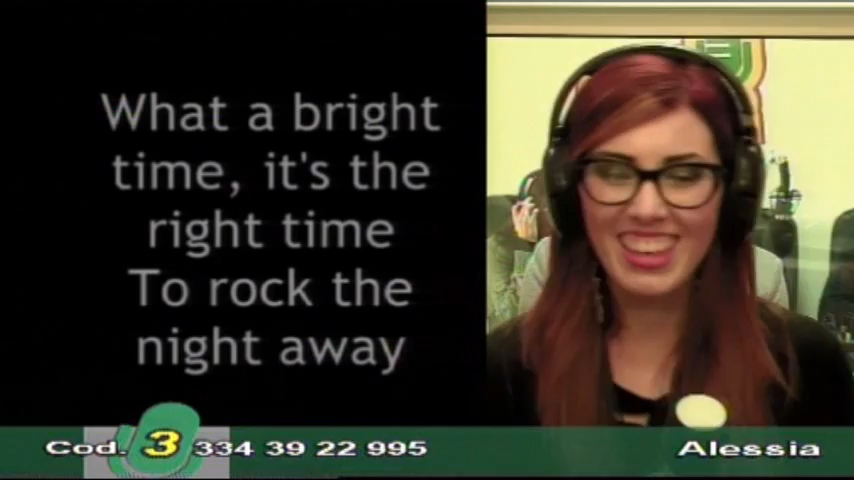 What a bright
time, it's the
right time
To rock the
night away
Cod. 3 334 39 22 995
Alessia